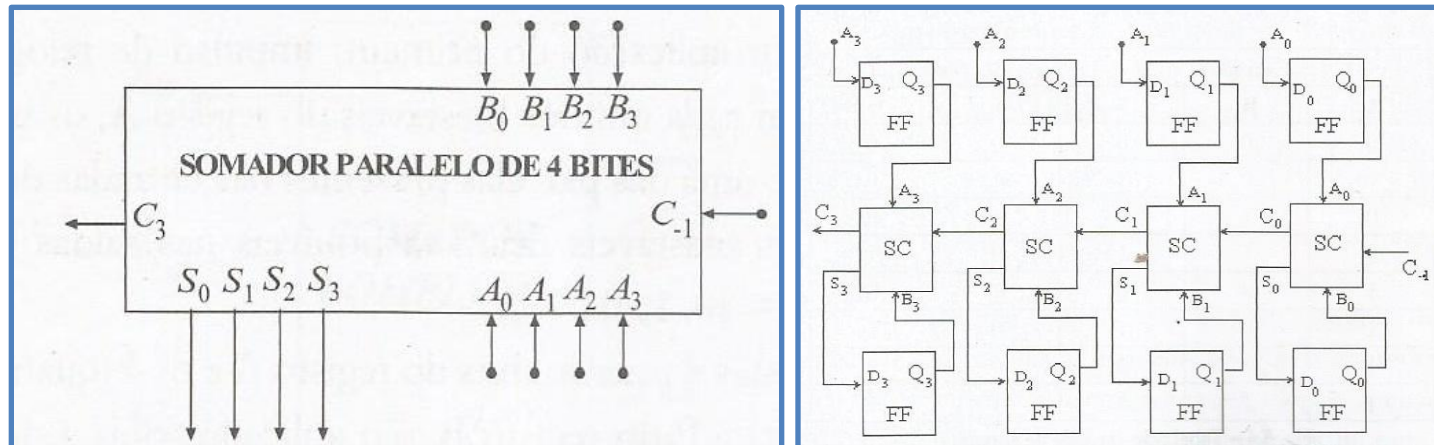 B₀ B₁ B₂ B₃
SOMADOR PARALELO DE 4 BITES
C₃ C₋₁
S₀ S₁ S₂ S₃ A₀ A₁ A₂ A₃
A₃ A₂ A₁ A₀
D₃ Q₃ D₂ Q₂ D₁ Q₁ D₀ Q₀
FF FF FF FF
A₃ A₂ A₁ A₀
C₃ C₂ C₁ C₀
SC SC SC SC
C₋₁
S₃ S₂ S₁ S₀
B₃ B₂ B₁ B₀
D₃ Q₃ D₂ Q₂ D₁ Q₁ D₀ Q₀
FF FF FF FF